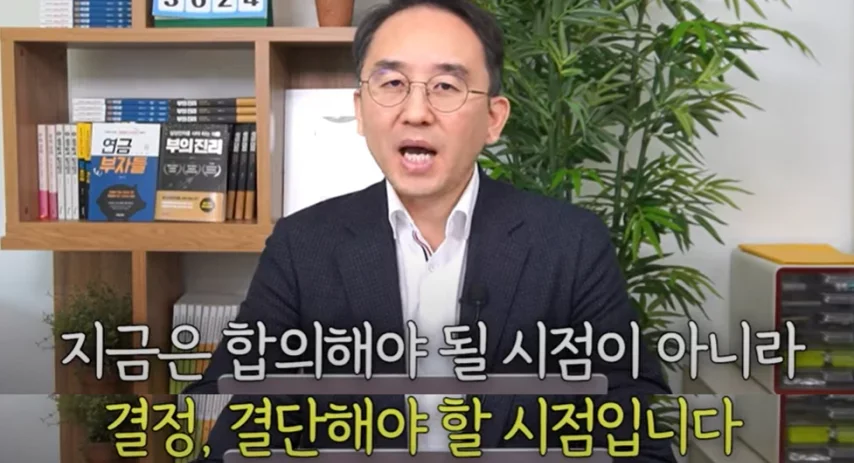 3624
연금
부자들
부의 진리
지금은 합의해야 될 시점이 아니라
결정, 결단해야 할 시점입니다